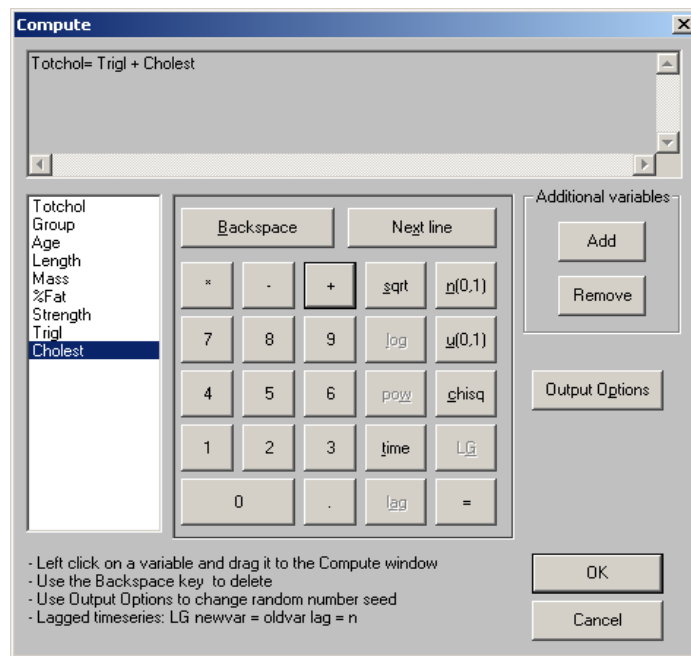 Compute
Totchol= Trigl + Cholest
Totchol
Group
Age
Length
Mass
%Fat
Strength
Trigl
Cholest
Backspace Next line
* - + sqrt n(0,1)
7 8 9 log u(0,1)
4 5 6 pow chisq
1 2 3 time LG
0 . lag =
Additional variables
Add
Remove
Output Options
- Left click on a variable and drag it to the Compute window
- Use the Backspace key to delete
- Use Output Options to change random number seed
- Lagged timeseries: LG newvar = oldvar lag = n
OK
Cancel